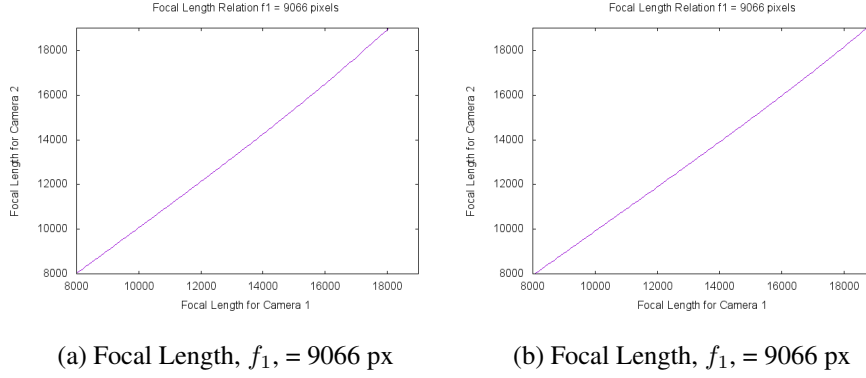 Focal Length Relation f1 = 9066 pixels
18000
16000
14000
12000
10000
8000
Focal Length for Camera 2
8000 10000 12000 14000 16000 18000
Focal Length for Camera 1
(a) Focal Length, f1, = 9066 px
Focal Length Relation f1 = 9066 pixels
18000
16000
14000
12000
10000
8000
Focal Length for Camera 2
8000 10000 12000 14000 16000 18000
Focal Length for Camera 1
(b) Focal Length, f1, = 9066 px